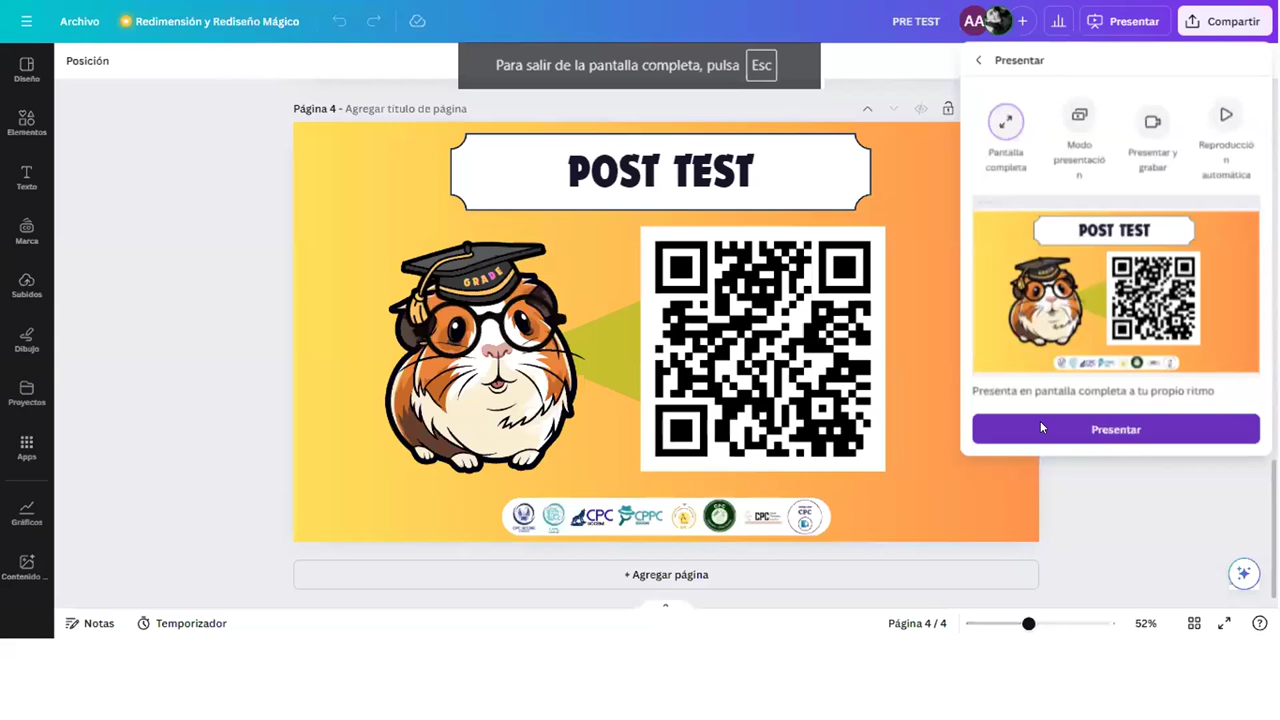 Archivo
Redimensión y Rediseño Mágico
PRE TEST
AA
Presentar
Compartir
Posición
Para salir de la pantalla completa, pulsa Esc
Diseño
Elementos
Texto
Marca
Subidos
Dibujo
Proyectos
Apps
Gráficos
Contenido ...
Página 4 - Agregar título de página
POST TEST
GRADE
CPC
CPPC
CPC
+ Agregar página
Presentar
Pantalla
completa
Modo
presentació
n
Presentar y
grabar
Reproducció
n
automática
POST TEST
Presenta en pantalla completa a tu propio ritmo
Presentar
Notas
Temporizador
Página 4 / 4
52%